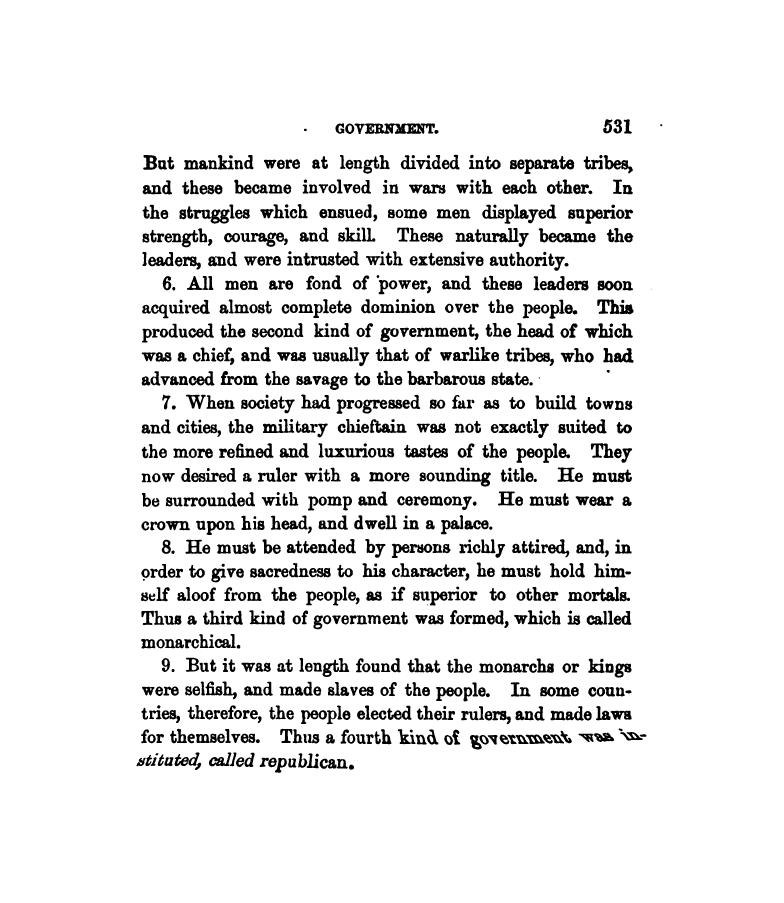 GOVERNMENT. 531
But mankind were at length divided into separate tribes,
and these became involved in wars with each other. In
the struggles which ensued, some men displayed superior
strength, courage, and skill. These naturally became the
leaders, and were intrusted with extensive authority.
6. All men are fond of power, and these leaders soon
acquired almost complete dominion over the people. This
produced the second kind of government, the head of which
was a chief, and was usually that of warlike tribes, who had
advanced from the savage to the barbarous state.
7. When society had progressed so far as to build towns
and cities, the military chieftain was not exactly suited to
the more refined and luxurious tastes of the people. They
now desired a ruler with a more sounding title. He must
be surrounded with pomp and ceremony. He must wear a
crown upon his head, and dwell in a palace.
8. He must be attended by persons richly attired, and, in
order to give sacredness to his character, he must hold him-
self aloof from the people, as if superior to other mortals.
Thus a third kind of government was formed, which is called
monarchical.
9. But it was at length found that the monarchs or kings
were selfish, and made slaves of the people. In some coun-
tries, therefore, the people elected their rulers, and made laws
for themselves. Thus a fourth kind of government was in-
stituted, called republican.